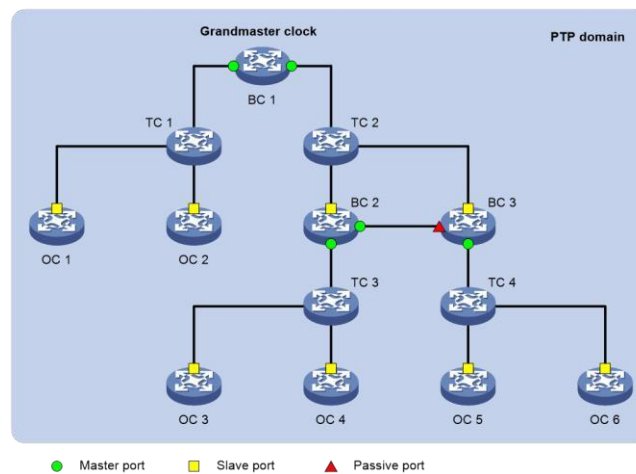 Grandmaster clock
PTP domain
BC 1
TC 1
TC 2
BC 2
BC 3
OC 1
OC 2
TC 3
TC 4
OC 3
OC 4
OC 5
OC 6
Master port
Slave port
Passive port